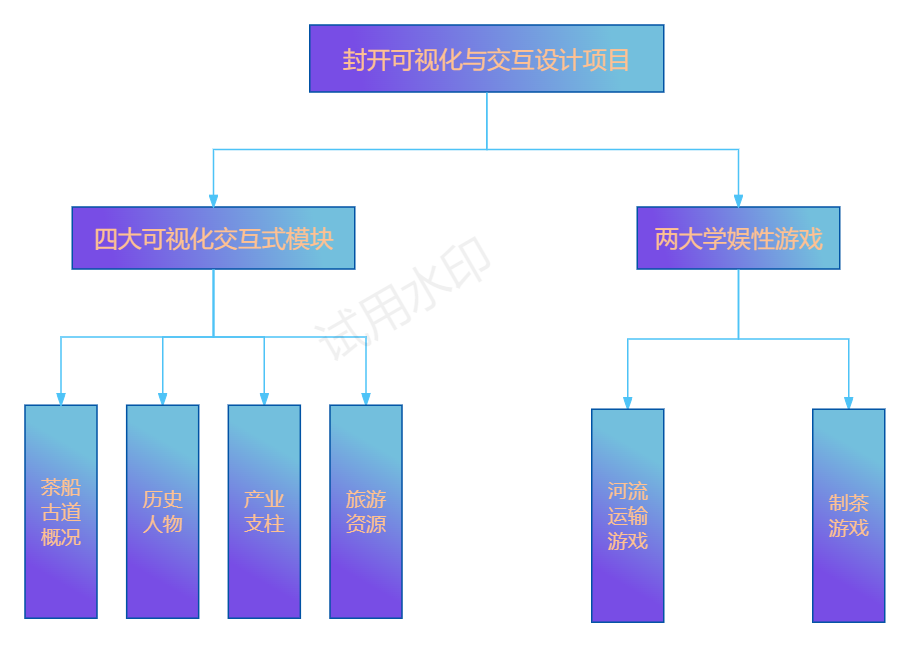 封开可视化与交互设计项目
四大可视化交互式模块
两大学娱性游戏
试用水印
茶船
古道
概况
历史
人物
产业
支柱
旅游
资源
河流
运输
游戏
制茶
游戏